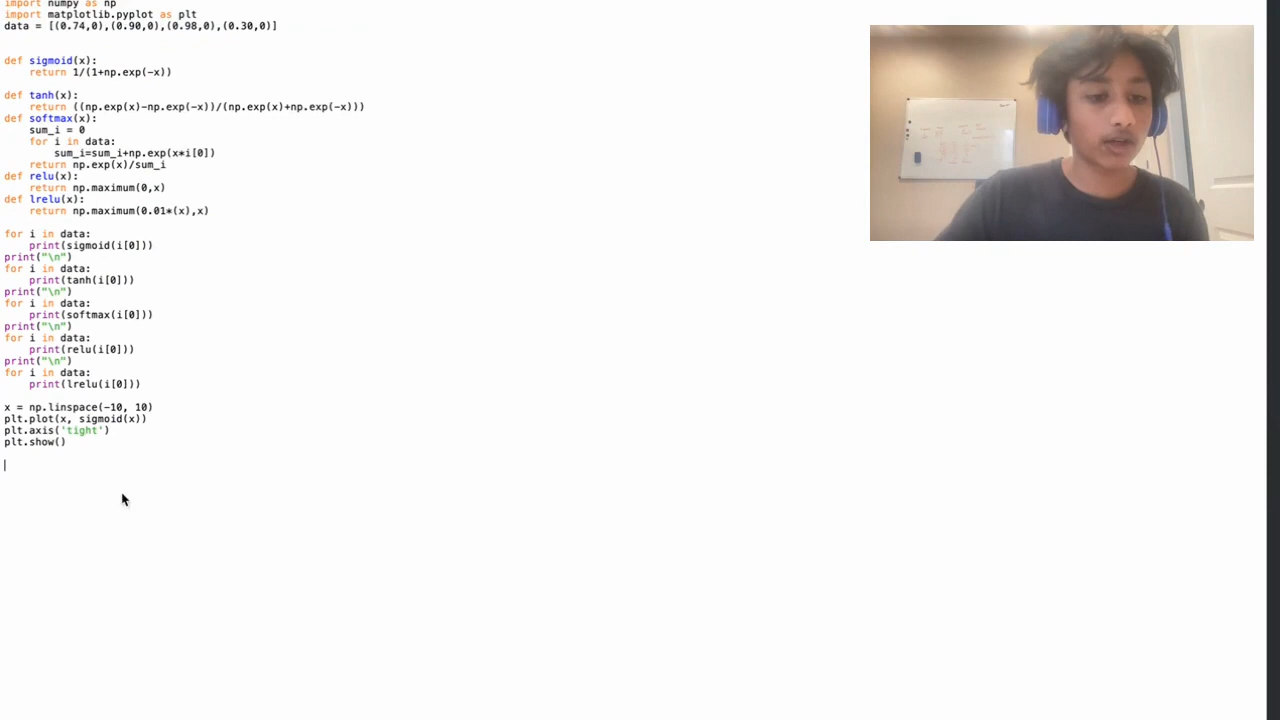 import numpy as np
import matplotlib.pyplot as plt
data = [(0.74,0),(0.90,0),(0.98,0),(0.30,0)]
def sigmoid(x):
    return 1/(1+np.exp(-x))
def tanh(x):
    return ((np.exp(x)-np.exp(-x))/(np.exp(x)+np.exp(-x)))
def softmax(x):
    sum_i = 0
    for i in data:
        sum_i=sum_i+np.exp(x*i[0])
    return np.exp(x)/sum_i
def relu(x):
    return np.maximum(0,x)
def lrelu(x):
    return np.maximum(0.01*(x),x)
for i in data:
    print(sigmoid(i[0]))
print("\n")
for i in data:
    print(tanh(i[0]))
print("\n")
for i in data:
    print(softmax(i[0]))
print("\n")
for i in data:
    print(relu(i[0]))
print("\n")
for i in data:
    print(lrelu(i[0]))
x = np.linspace(-10, 10)
plt.plot(x, sigmoid(x))
plt.axis('tight')
plt.show()